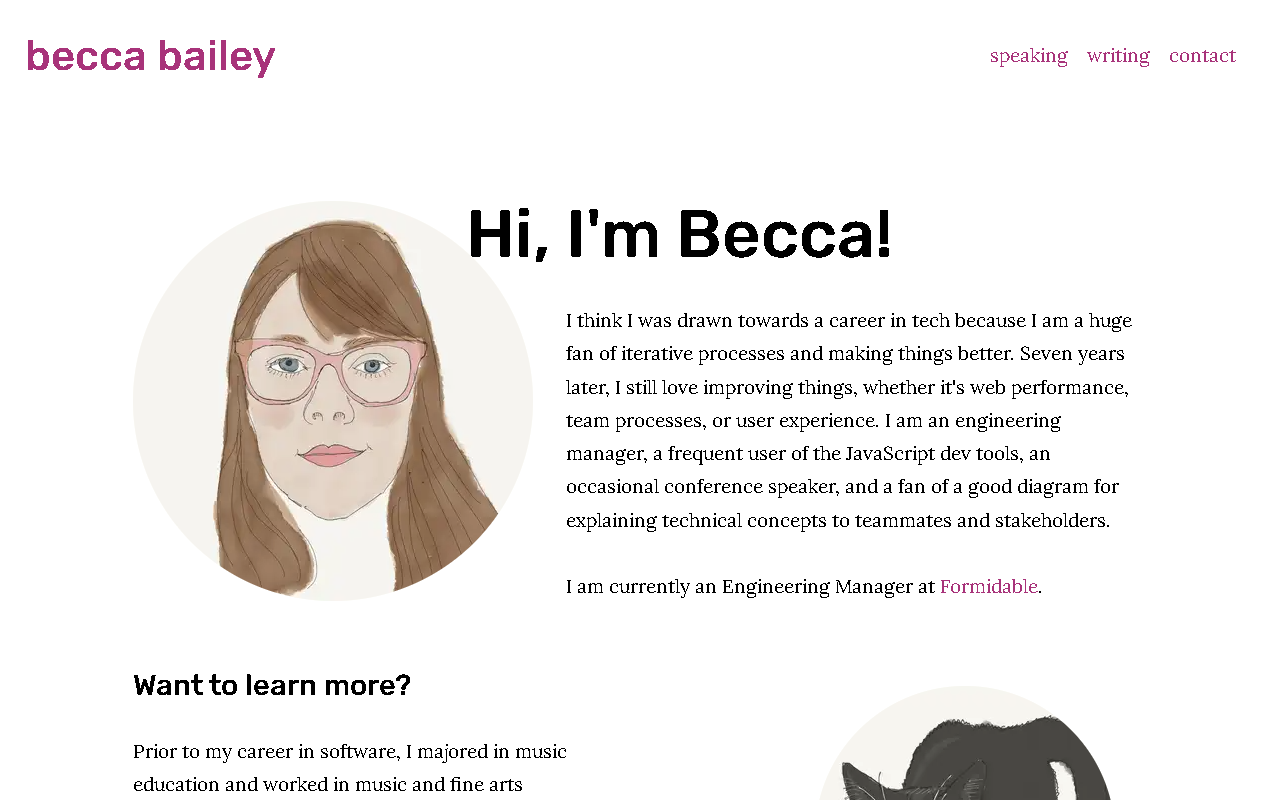 becca bailey
speaking writing contact
Hi, I'm Becca!
I think I was drawn towards a career in tech because I am a huge
fan of iterative processes and making things better. Seven years
later, I still love improving things, whether it's web performance,
team processes, or user experience. I am an engineering
manager, a frequent user of the JavaScript dev tools, an
occasional conference speaker, and a fan of a good diagram for
explaining technical concepts to teammates and stakeholders.
I am currently an Engineering Manager at Formidable.
Want to learn more?
Prior to my career in software, I majored in music
education and worked in music and fine arts